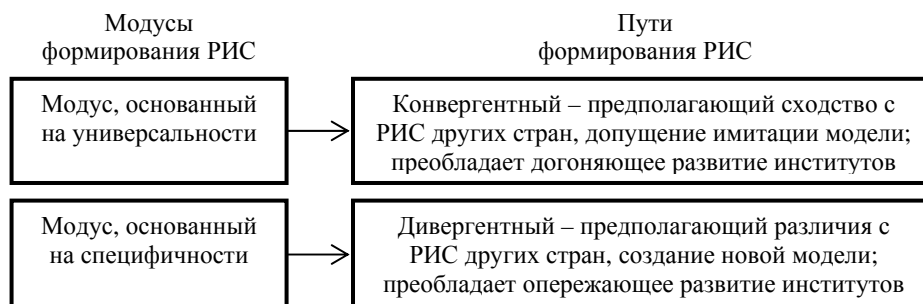 Модусы
формирования РИС
Пути
формирования РИС
Модус, основанный
на универсальности
Конвергентный – предполагающий сходство с
РИС других стран, допущение имитации модели;
преобладает догоняющее развитие институтов
Модус, основанный
на специфичности
Дивергентный – предполагающий различия с
РИС других стран, создание новой модели;
преобладает опережающее развитие институтов